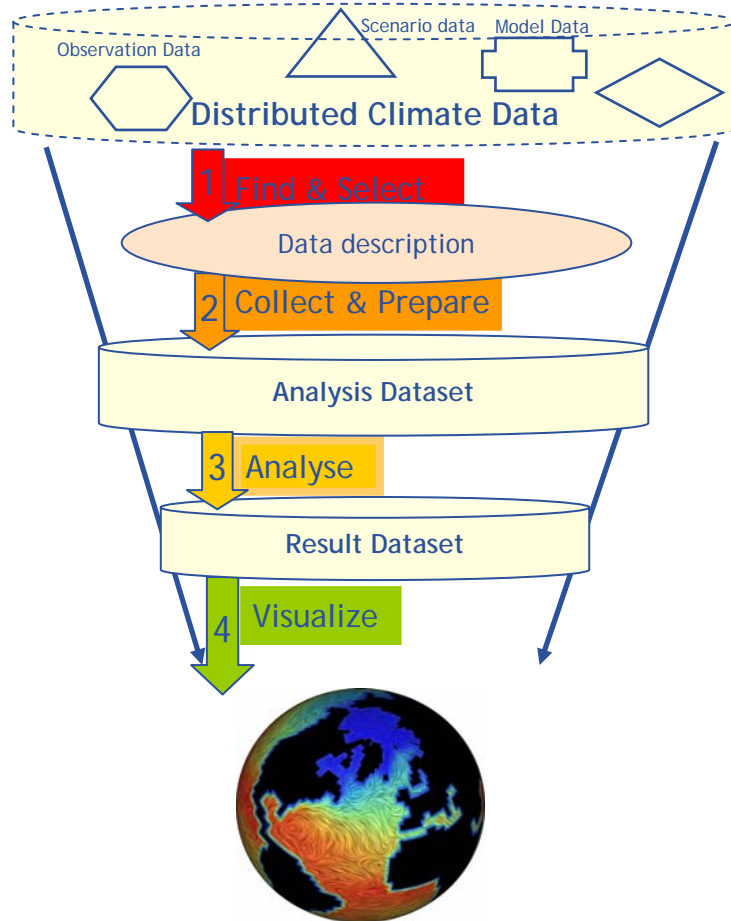 Scenario data
Model Data
Observation Data
Distributed Climate Data
1
Find & Select
Data description
2
Collect & Prepare
Analysis Dataset
3
Analyse
Result Dataset
4
Visualize